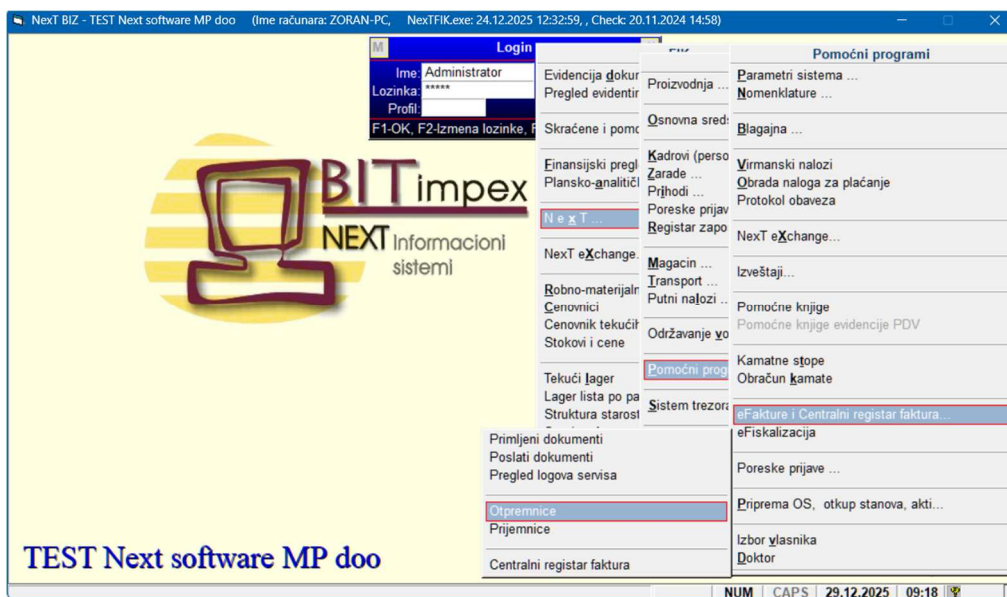 NexT BIZ - TEST Next software MP doo (Ime računara: ZORAN-PC, NexTFIK.exe: 24.12.2025 12:32:59, , Check: 20.11.2024 14:58)
M Login
Ime: Administrator
Lozinka: *****
Profil:
F1-OK, F2-Izmena lozinke, F
BIT impex
NEXT Informacioni
sistemi
TEST Next software MP doo
Evidencija dokur
Pregled evidentir
Skraćene i pomo
Finansijski pregl
Plansko-analitičl
N e x T ...
NexT eXchange.
Robno-materijaln
Cenovnici
Cenovnik tekućih
Stokovi i cene
Tekući lager
Lager lista po pa
Struktura starost
Proizvodnja ...
Osnovna sreds
Kadrovi (perso
Zarade ...
Prihodi ...
Poreske prijav
Registar zapo
Magacin ...
Transport ...
Putni nalozi ..
Održavanje vo
Pomoćni prog
Sistem trezora
Pomoćni programi
Parametri sistema ...
Nomenklature ...
Blagajna ...
Virmanski nalozi
Obrada naloga za plaćanje
Protokol obaveza
NexT eXchange...
Izveštaji...
Pomoćne knjige
Pomoćne knjige evidencije PDV
Kamatne stope
Obračun kamate
eFakture i Centralni registar faktura...
eFiskalizacija
Poreske prijave ...
Priprema OS, otkup stanova, akti...
Izbor vlasnika
Doktor
Primljeni dokumenti
Poslati dokumenti
Pregled logova servisa
Otpremnice
Prijemnice
Centralni registar faktura
NUM CAPS 29.12.2025 09:18